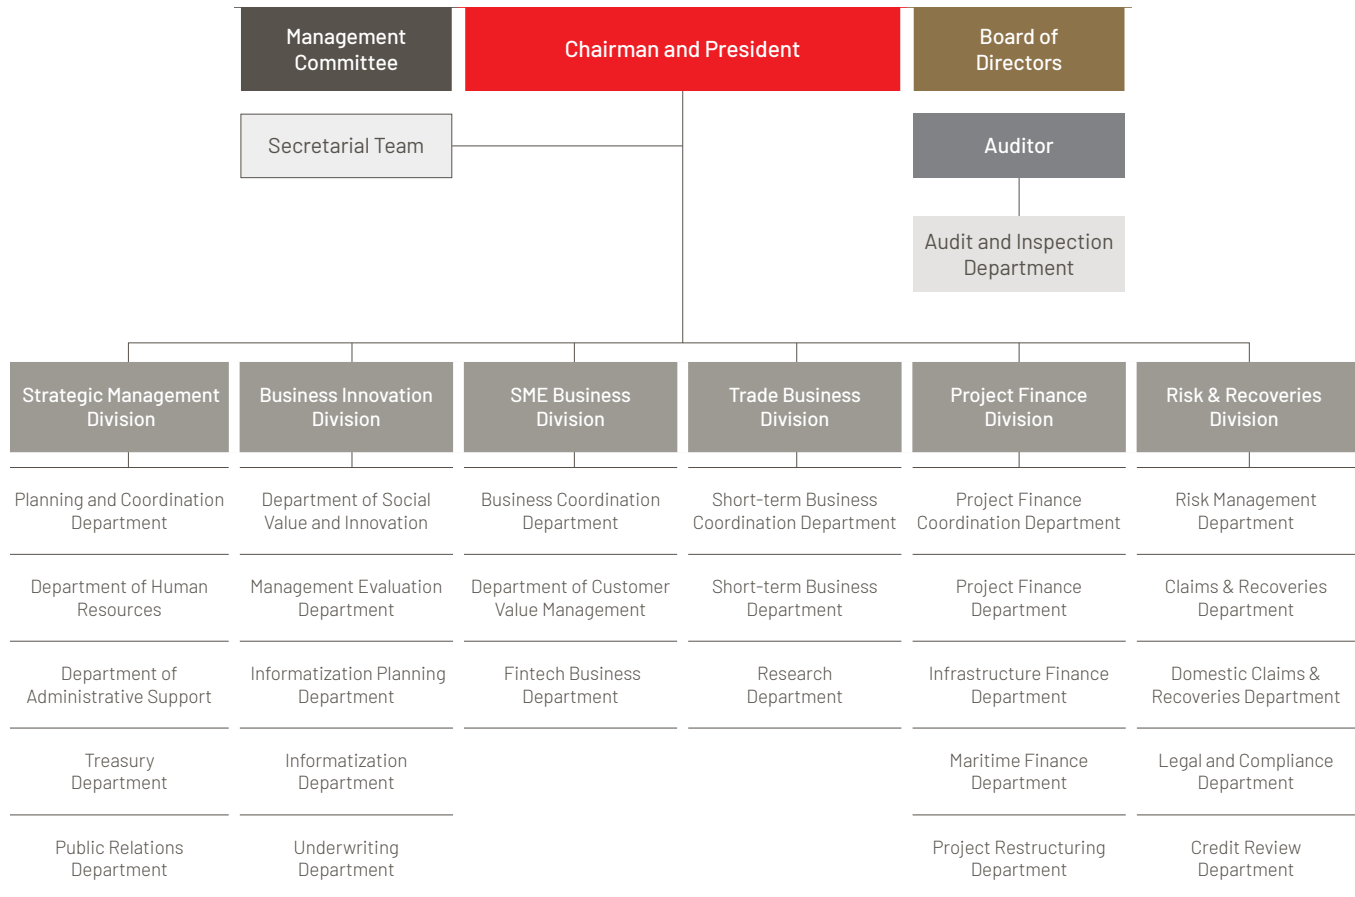 Management
Committee
Chairman and President
Board of
Directors
Secretarial Team
Auditor
Audit and Inspection
Department
Strategic Management
Division
Business Innovation
Division
SME Business
Division
Trade Business
Division
Project Finance
Division
Risk & Recoveries
Division
Planning and Coordination
Department
Department of Human
Resources
Department of
Administrative Support
Treasury
Department
Public Relations
Department
Department of Social
Value and Innovation
Management Evaluation
Department
Informatization Planning
Department
Informatization
Department
Underwriting
Department
Business Coordination
Department
Department of Customer
Value Management
Fintech Business
Department
Short-term Business
Coordination Department
Short-term Business
Department
Research
Department
Project Finance
Coordination Department
Project Finance
Department
Infrastructure Finance
Department
Maritime Finance
Department
Project Restructuring
Department
Risk Management
Department
Claims & Recoveries
Department
Domestic Claims &
Recoveries Department
Legal and Compliance
Department
Credit Review
Department